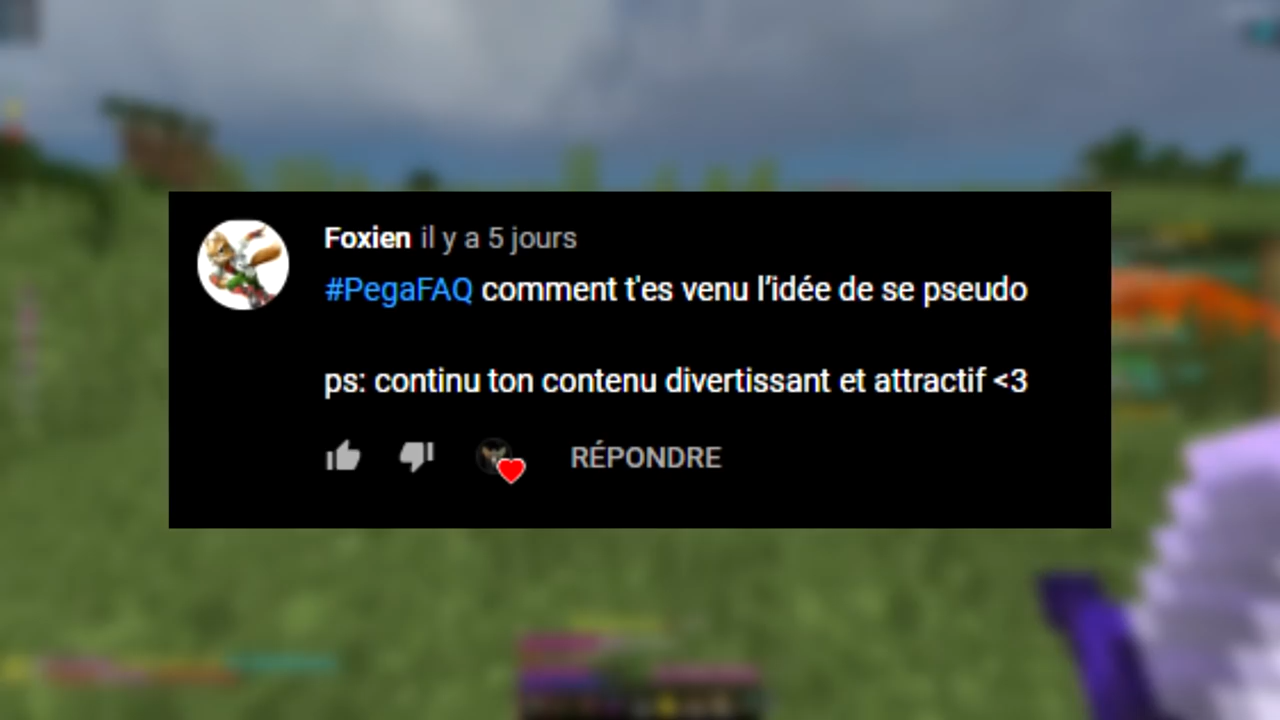 Foxien il y a 5 jours
#PegaFAQ comment t'es venu l’idée de se pseudo
ps: continu ton contenu divertissant et attractif <3
RÉPONDRE